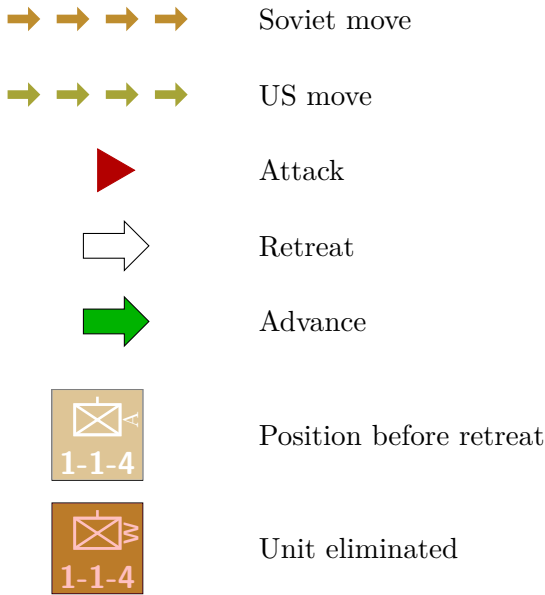 Soviet move
US move
Attack
Retreat
Advance
A
1-1-4
Position before retreat
W
1-1-4
Unit eliminated